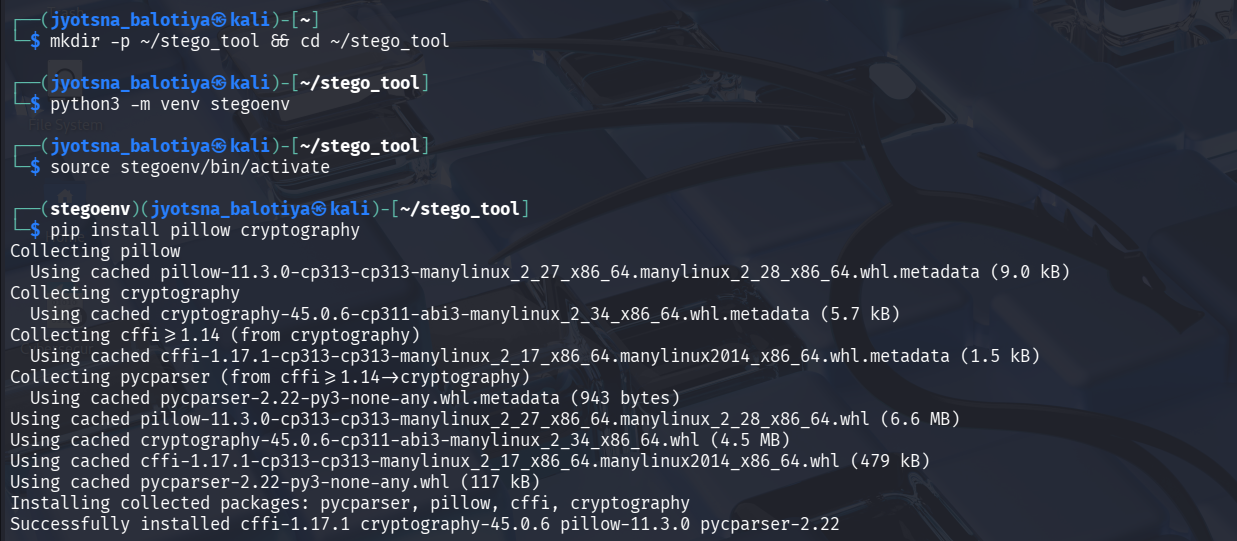 ┌──(jyotsna_balotiya㉿kali)-[~]
└─$ mkdir -p ~/stego_tool && cd ~/stego_tool
┌──(jyotsna_balotiya㉿kali)-[~/stego_tool]
└─$ python3 -m venv stegoenv
File System
┌──(jyotsna_balotiya㉿kali)-[~/stego_tool]
└─$ source stegoenv/bin/activate
┌──(stegoenv)(jyotsna_balotiya㉿kali)-[~/stego_tool]
└─$ pip install pillow cryptography
Collecting pillow
  Using cached pillow-11.3.0-cp313-cp313-manylinux_2_27_x86_64.manylinux_2_28_x86_64.whl.metadata (9.0 kB)
Collecting cryptography
  Using cached cryptography-45.0.6-cp311-abi3-manylinux_2_34_x86_64.whl.metadata (5.7 kB)
Collecting cffi>=1.14 (from cryptography)
  Using cached cffi-1.17.1-cp313-cp313-manylinux_2_17_x86_64.manylinux2014_x86_64.whl.metadata (1.5 kB)
Collecting pycparser (from cffi>=1.14->cryptography)
  Using cached pycparser-2.22-py3-none-any.whl.metadata (943 bytes)
Using cached pillow-11.3.0-cp313-cp313-manylinux_2_27_x86_64.manylinux_2_28_x86_64.whl (6.6 MB)
Using cached cryptography-45.0.6-cp311-abi3-manylinux_2_34_x86_64.whl (4.5 MB)
Using cached cffi-1.17.1-cp313-cp313-manylinux_2_17_x86_64.manylinux2014_x86_64.whl (479 kB)
Using cached pycparser-2.22-py3-none-any.whl (117 kB)
Installing collected packages: pycparser, pillow, cffi, cryptography
Successfully installed cffi-1.17.1 cryptography-45.0.6 pillow-11.3.0 pycparser-2.22